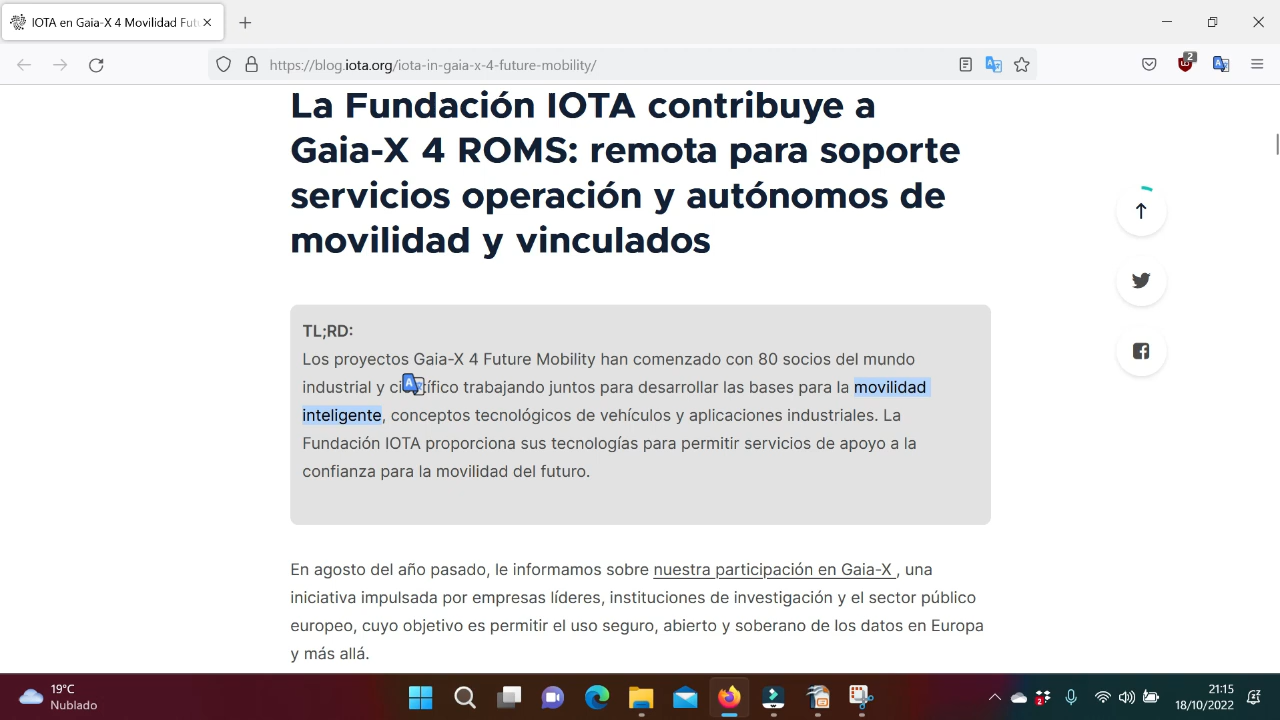 IOTA en Gaia-X 4 Movilidad Fut
https://blog.iota.org/iota-in-gaia-x-4-future-mobility/
2
La Fundación IOTA contribuye a
Gaia-X 4 ROMS: remota para soporte
servicios operación y autónomos de
movilidad y vinculados
TL;RD:
Los proyectos Gaia-X 4 Future Mobility han comenzado con 80 socios del mundo
industrial y científico trabajando juntos para desarrollar las bases para la movilidad
inteligente, conceptos tecnológicos de vehículos y aplicaciones industriales. La
Fundación IOTA proporciona sus tecnologías para permitir servicios de apoyo a la
confianza para la movilidad del futuro.
En agosto del año pasado, le informamos sobre nuestra participación en Gaia-X , una
iniciativa impulsada por empresas líderes, instituciones de investigación y el sector público
europeo, cuyo objetivo es permitir el uso seguro, abierto y soberano de los datos en Europa
y más allá.
19°C
Nublado
2
21:15
18/10/2022